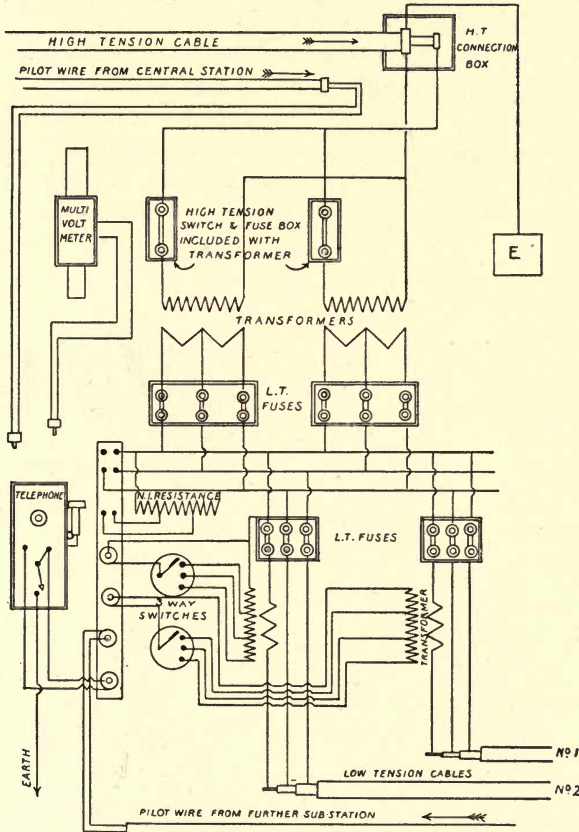 H.T
CONNECTION
BOX
HIGH TENSION CABLE
PILOT WIRE FROM CENTRAL STATION
MULTI
VOLT
METER
HIGH TENSION
SWITCH & FUSE BOX
INCLUDED WITH
TRANSFORMER
E
TRANSFORMERS
L.T.
FUSES
TELEPHONE
N.I. RESISTANCE
L.T. FUSES
WAY
SWITCHES
TRANSFORMER
EARTH
Nº 1
LOW TENSION CABLES
Nº 2
PILOT WIRE FROM FURTHER SUB-STATION